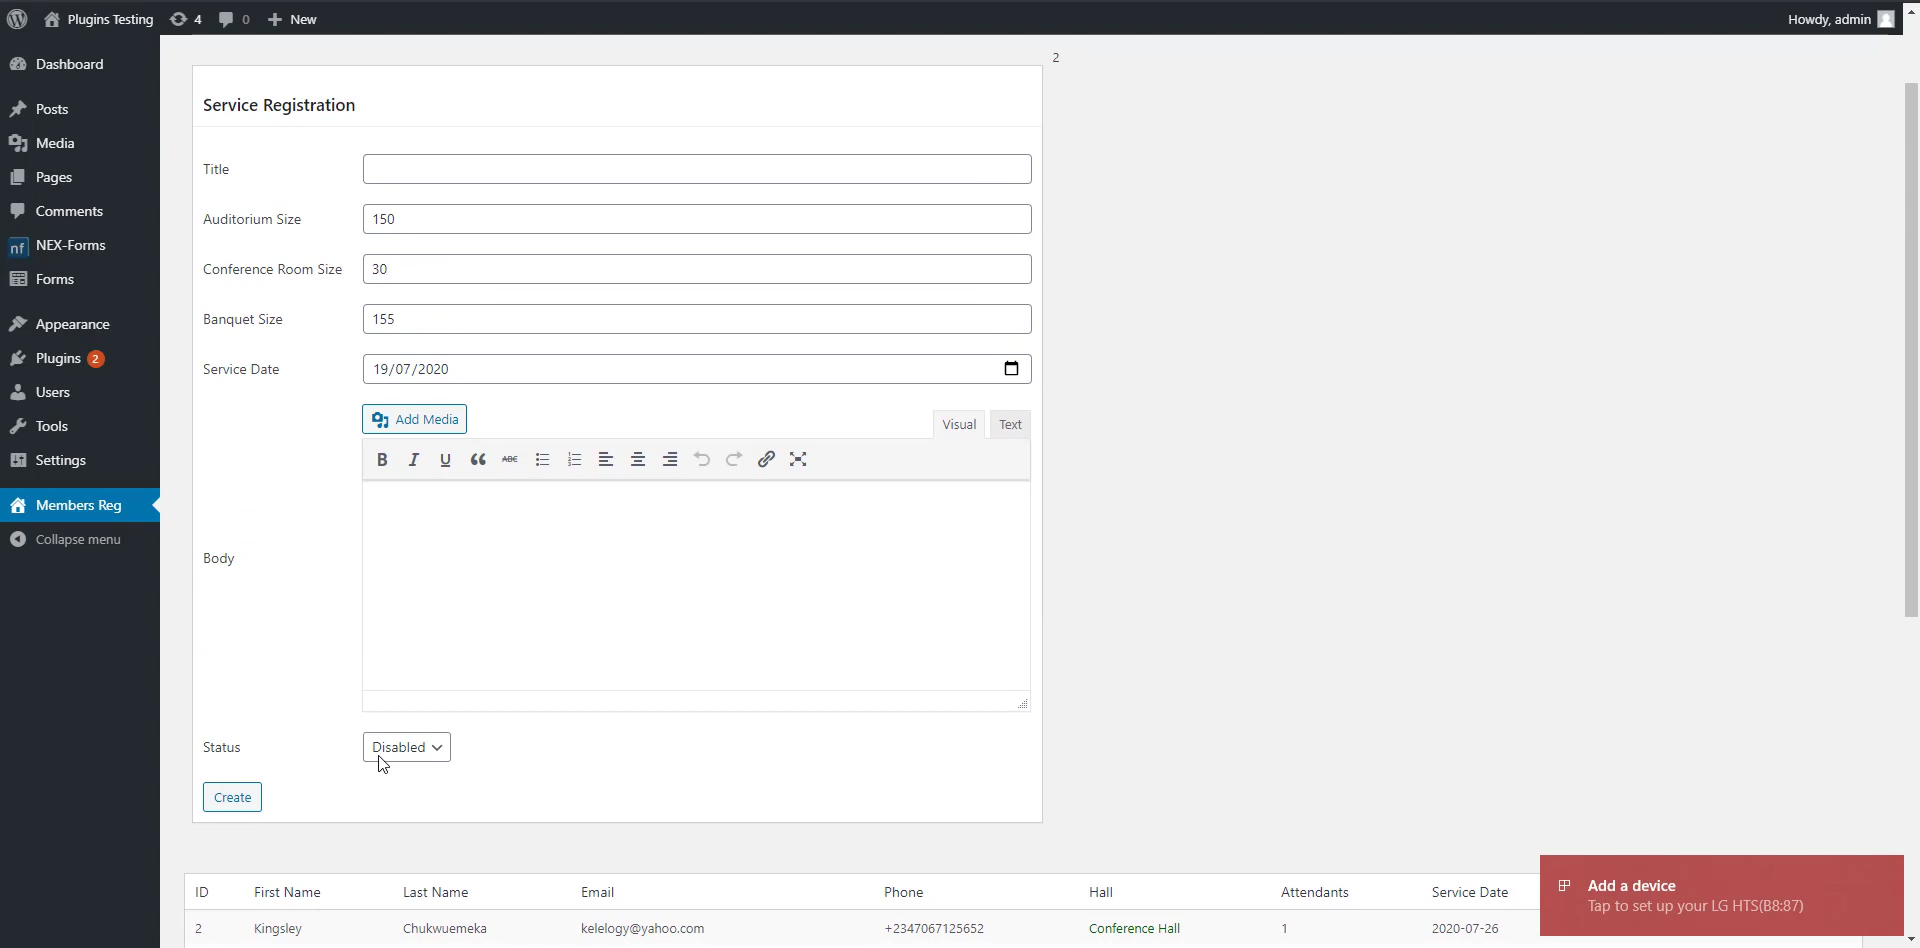 Plugins Testing 4 0 New Howdy, admin
Dashboard
Posts
Media
Pages
Comments
nf NEX-Forms
Forms
Appearance
Plugins 2
Users
Tools
Settings
Members Reg
Collapse menu
2
Service Registration
Title
Auditorium Size 150
Conference Room Size 30
Banquet Size 155
Service Date 19/07/2020
Add Media Visual Text
B I U ABC
Body
Status Disabled
Create
ID First Name Last Name Email Phone Hall Attendants Service Date
2 Kingsley Chukwuemeka kelelogy@yahoo.com +2347067125652 Conference Hall 1 2020-07-26
Add a device
Tap to set up your LG HTS(B8:87)